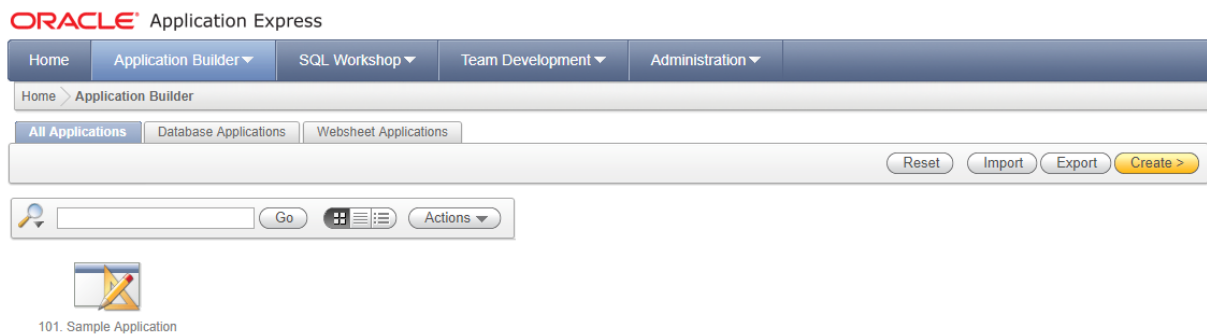 ORACLE Application Express
Home Application Builder SQL Workshop Team Development Administration
Home Application Builder
All Applications Database Applications Websheet Applications
Reset Import Export Create >
Go Actions
101. Sample Application